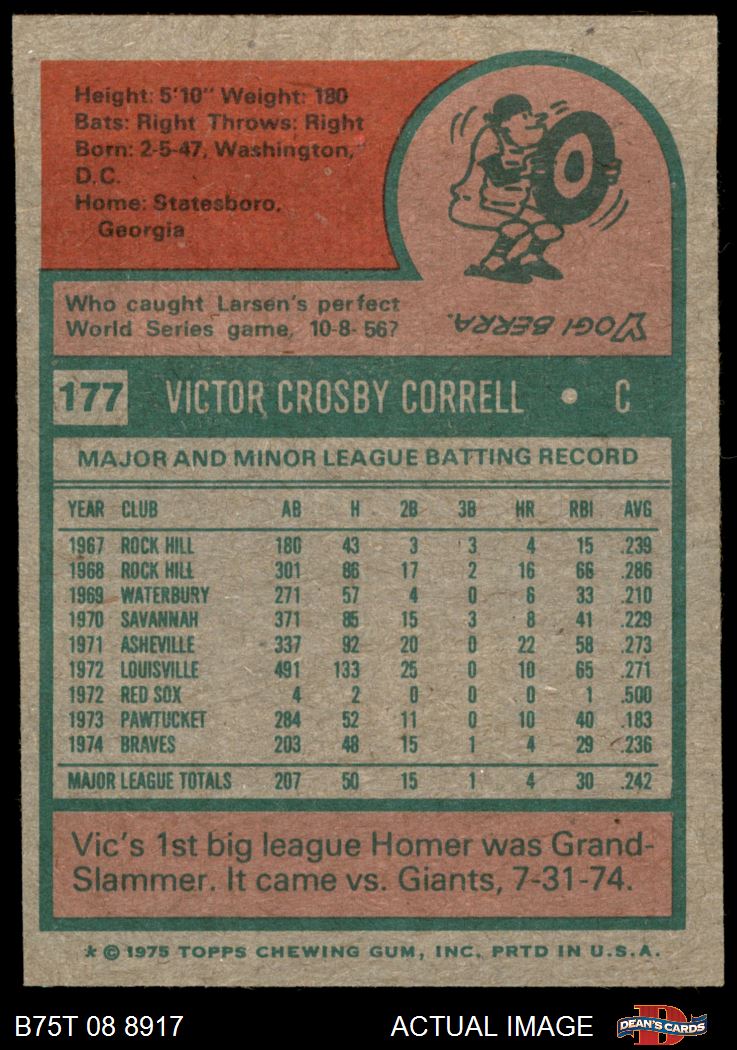 Height: 5'10" Weight: 180
Bats: Right Throws: Right
Born: 2-5-47, Washington,
D.C.
Home: Statesboro,
Georgia
0
Who caught Larsen's perfect
World Series game, 10-8-56?
YOGI BERRA.
177 VICTOR CROSBY CORRELL • C
MAJOR AND MINOR LEAGUE BATTING RECORD
YEAR CLUB AB H 2B 3B HR RBI AVG
1967 ROCK HILL 180 43 3 3 4 15 .239
1968 ROCK HILL 301 86 17 2 16 66 .286
1969 WATERBURY 271 57 4 0 6 33 .210
1970 SAVANNAH 371 85 15 3 8 41 .229
1971 ASHEVILLE 337 92 20 0 22 58 .273
1972 LOUISVILLE 491 133 25 0 10 65 .271
1972 RED SOX 4 2 0 0 0 1 .500
1973 PAWTUCKET 284 52 11 0 10 40 .183
1974 BRAVES 203 48 15 1 4 29 .236
MAJOR LEAGUE TOTALS 207 50 15 1 4 30 .242
Vic's 1st big league Homer was Grand-
Slammer. It came vs. Giants, 7-31-74.
* © 1975 TOPPS CHEWING GUM, INC. PRTD IN U.S.A.
B75T 08 8917 ACTUAL IMAGE D DEAN'S CARDS